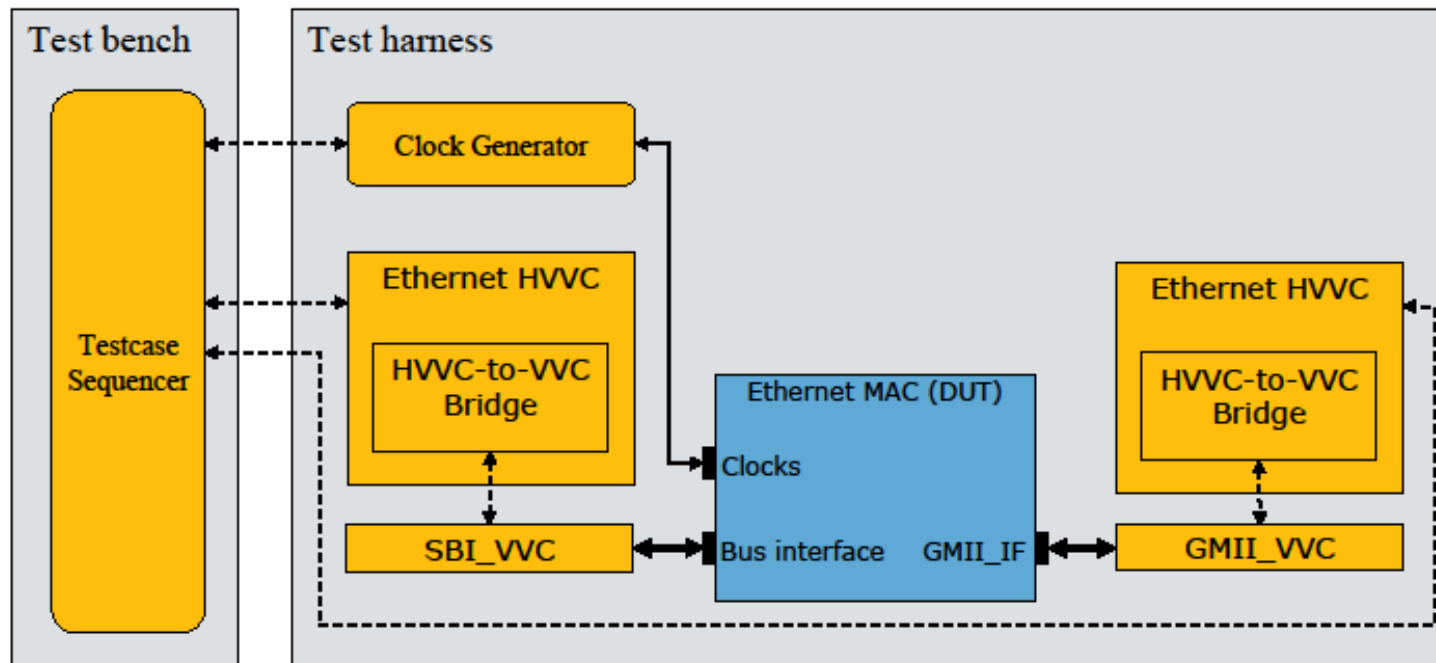 Test bench
Test harness
Clock Generator
Testcase
Sequencer
Ethernet HVVC
HVVC-to-VVC
Bridge
SBI_VVC
Ethernet MAC (DUT)
Clocks
Bus interface
GMII_IF
Ethernet HVVC
HVVC-to-VVC
Bridge
GMII_VVC